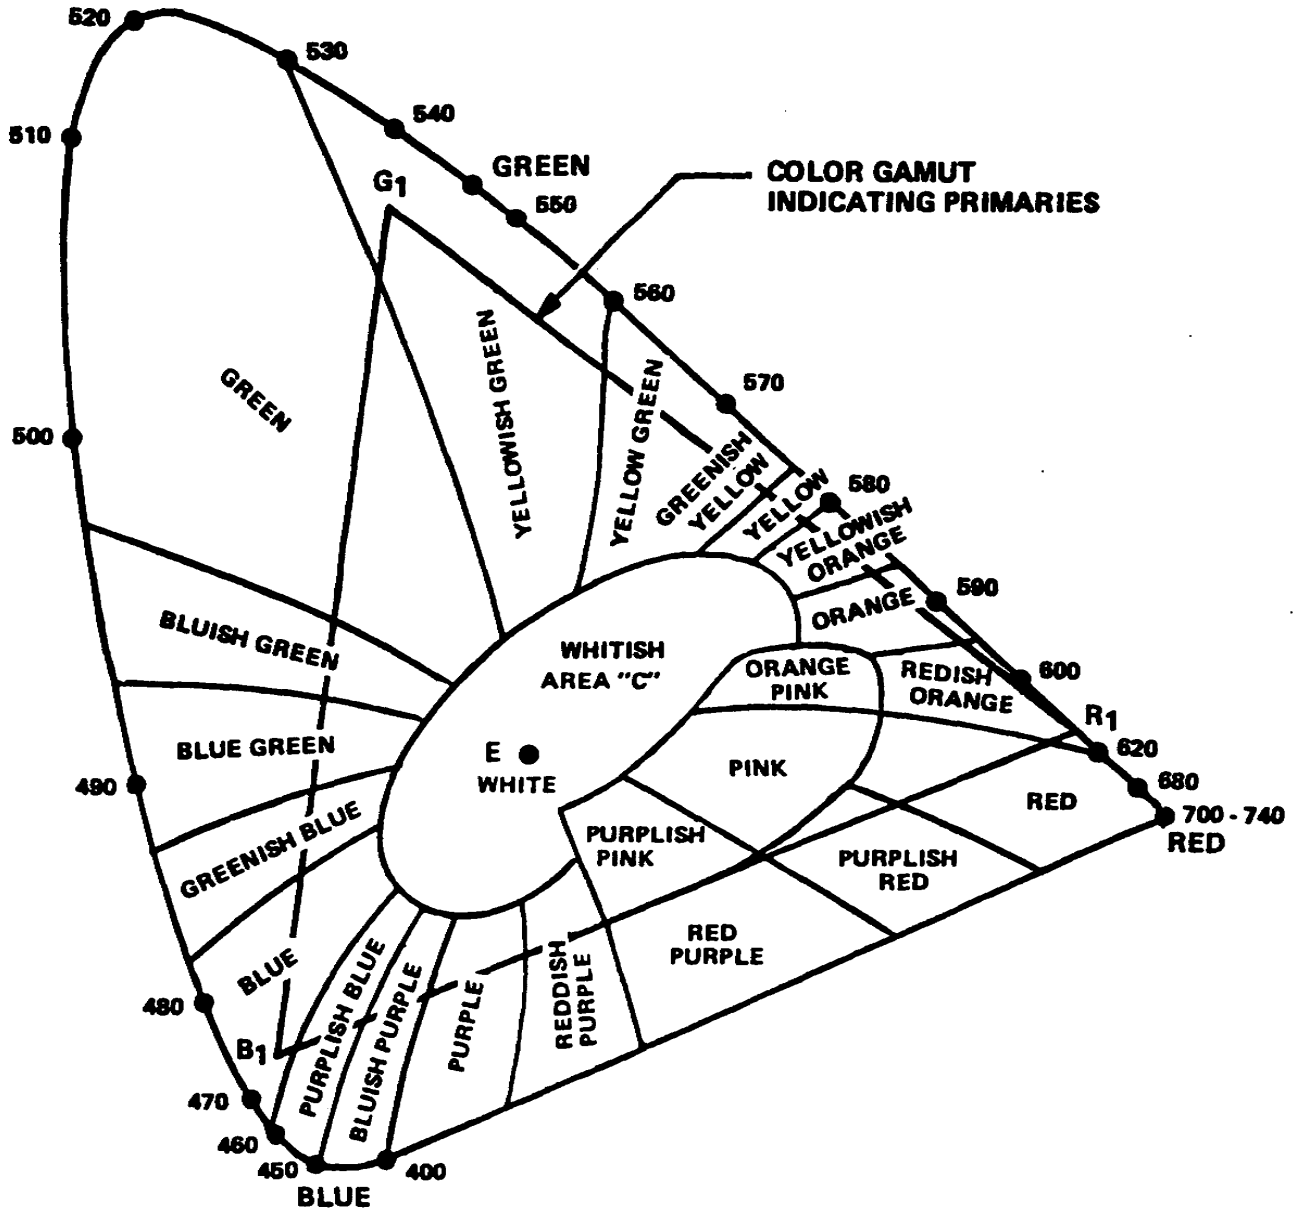 520
530
540
510
GREEN
COLOR GAMUT
INDICATING PRIMARIES
G1
550
560
570
GREEN
YELLOWISH GREEN
YELLOW GREEN
GREENISH
YELLOW
YELLOW
580
500
YELLOWISH
ORANGE
590
ORANGE
BLUISH GREEN
WHITISH
AREA "C"
ORANGE
PINK
REDISH
ORANGE
600
R1
620
BLUE GREEN
E
WHITE
PINK
680
490
RED
700 - 740
RED
GREENISH BLUE
PURPLISH
PINK
PURPLISH
RED
RED
PURPLE
BLUE
480
PURPLISH BLUE
BLUISH PURPLE
PURPLE
REDDISH
PURPLE
B1
470
460
450
400
BLUE